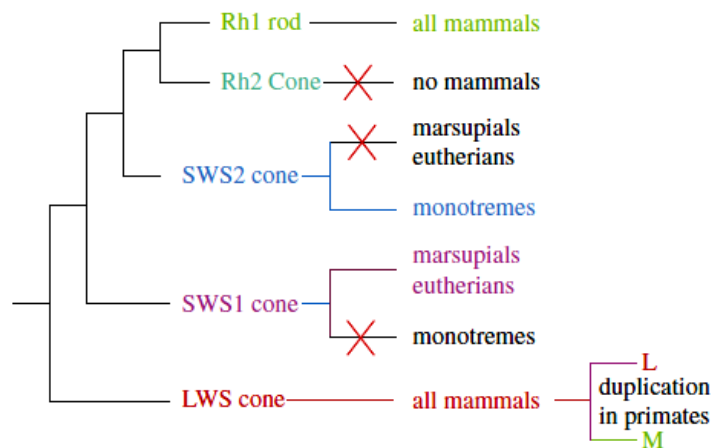 Rh1 rod
all mammals
Rh2 Cone
no mammals
SWS2 cone
marsupials
eutherians
monotremes
SWS1 cone
marsupials
eutherians
monotremes
LWS cone
all mammals
L
duplication
in primates
M